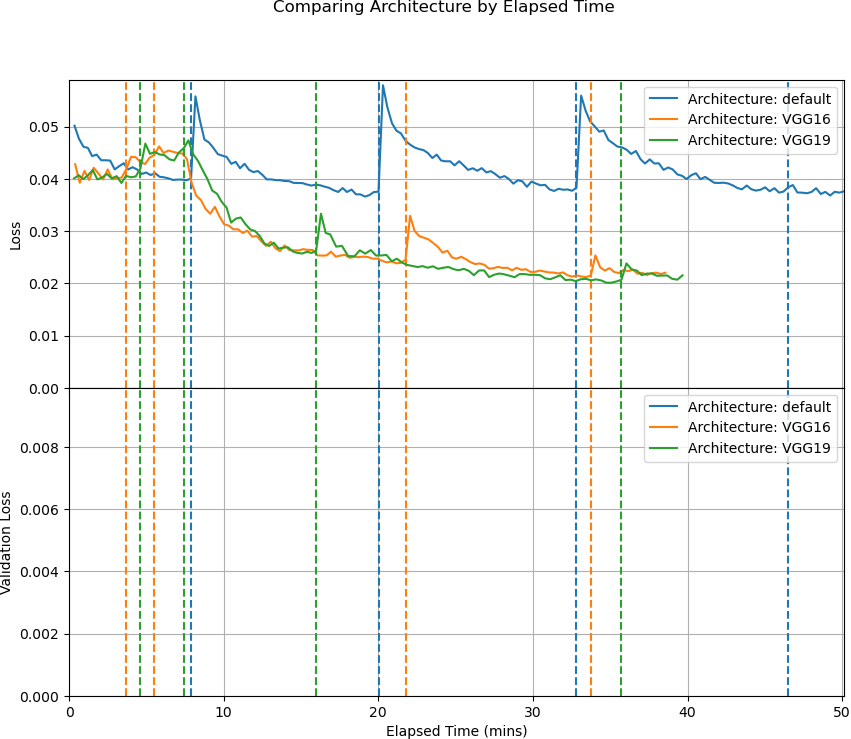 Comparing Architecture by Elapsed Time
Loss
0.05
0.04
0.03
0.02
0.01
0.00
Architecture: default
Architecture: VGG16
Architecture: VGG19
Validation Loss
0.008
0.006
0.004
0.002
0.000
Architecture: default
Architecture: VGG16
Architecture: VGG19
0 10 20 30 40 50
Elapsed Time (mins)